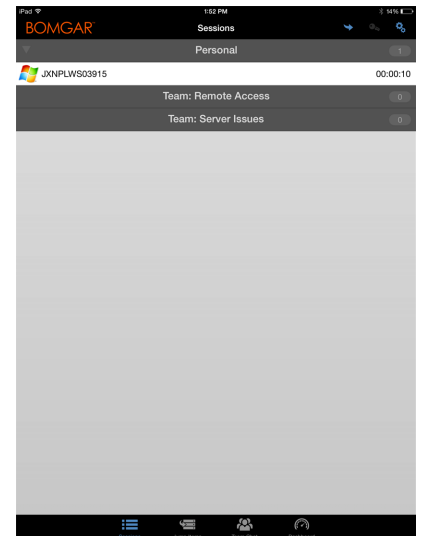 iPad 1:52 PM 14%
BOMGAR Sessions
Personal 1
JXNPLWS03915 00:00:10
Team: Remote Access 0
Team: Server Issues 0